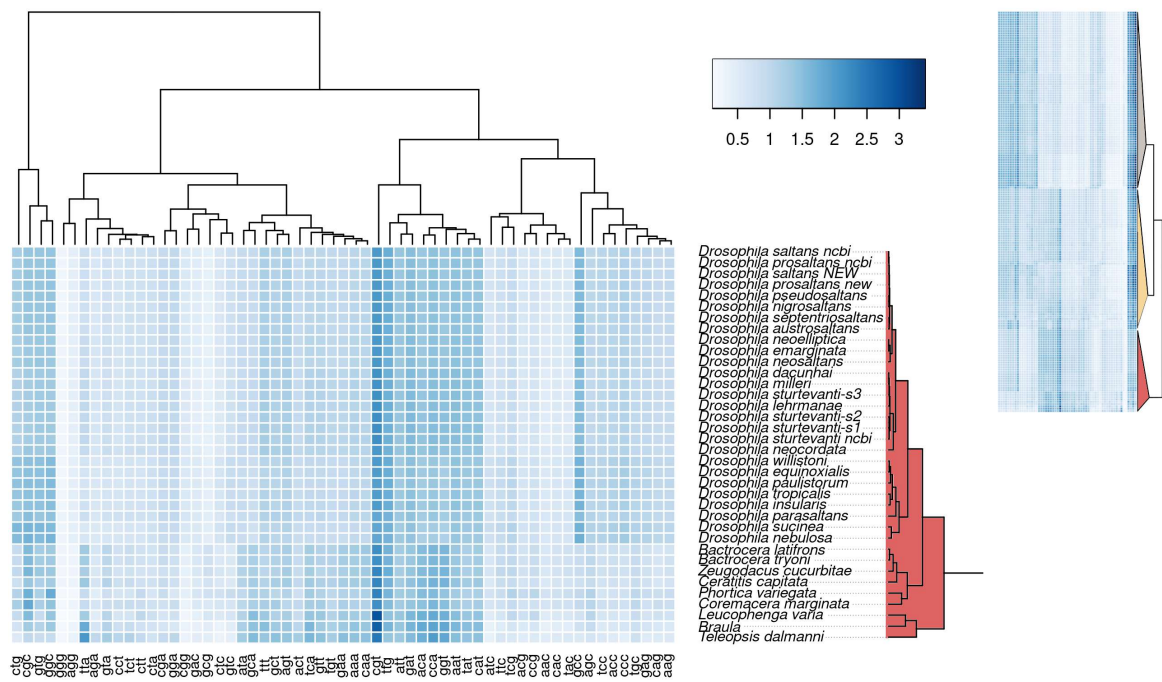 0.5 1 1.5 2 2.5 3
Drosophila saltans ncbi
Drosophila prosaltans ncbi
Drosophila saltans NEW
Drosophila prosaltans new
Drosophila pseudosaltans
Drosophila nigrosaltans
Drosophila septentriosaltans
Drosophila austrosaltans
Drosophila neoelliptica
Drosophila emarginata
Drosophila neosaltans
Drosophila dacunhai
Drosophila milleri
Drosophila sturtevanti-s3
Drosophila lehrmanae
Drosophila sturtevanti-s2
Drosophila sturtevanti-s1
Drosophila sturtevanti ncbi
Drosophila neocordata
Drosophila willistoni
Drosophila equinoxialis
Drosophila paulistorum
Drosophila tropicalis
Drosophila insularis
Drosophila parasaltans
Drosophila sucinea
Drosophila nebulosa
Bactrocera latifrons
Bactrocera tryoni
Zeugodacus cucurbitae
Ceratitis capitata
Phortica variegata
Coremacera marginata
Leucophenga varia
Braula
Teleopsis dalmanni
ctg cgc gtg ggc ggg agg tta aga gta cct tct ctt cta cga gga cgg gac gcg ctc gtc ata gca ttt gct agt act tca gtt tgt gaa aaa caa cgt ttg att gat aca cca ggt aat tat cat atc ttc tcg acg ccg aac cac tac gcc agc tcc acc ccc tgc gag cag aag